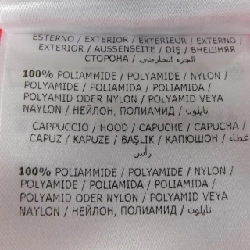 ESTERNO / EXTERIOR / EXTERIEUR / EXTERNO
EXTERIOR / AUSSENSEITE / DIŞ / ВНЕШНЯЯ
СТОРОНА / الجزء الخارجي
100% POLIAMMIDE / POLYAMIDE / NYLON /
POLYAMIDE / POLIAMIDA / POLIAMIDA /
POLYAMID ODER NYLON / POLYAMID VEYA
NAYLON / НЕЙЛОН, ПОЛИАМИД / نايلون
CAPPUCCIO / HOOD / CAPUCHE / CAPUCHA /
CAPUZ / KAPUZE / BAŞLIK / КАПЮШОН / غطاء
رأس
100% POLIAMMIDE / POLYAMIDE / NYLON /
POLYAMIDE / POLIAMIDA / POLIAMIDA /
POLYAMID ODER NYLON / POLYAMID VEYA
NAYLON / НЕЙЛОН, ПОЛИАМИД / نايلون